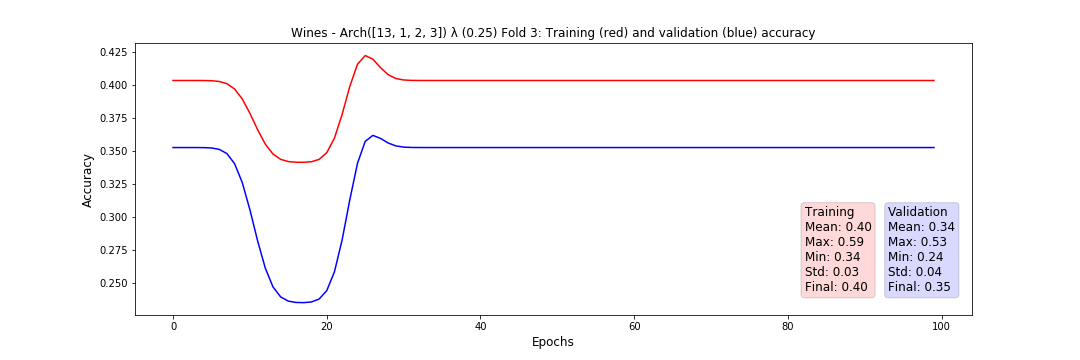 Wines - Arch([13, 1, 2, 3]) λ (0.25) Fold 3: Training (red) and validation (blue) accuracy
0.425
0.400
0.375
0.350
0.325
0.300
0.275
0.250
Accuracy
Training
Mean: 0.40
Max: 0.59
Min: 0.34
Std: 0.03
Final: 0.40
Validation
Mean: 0.34
Max: 0.53
Min: 0.24
Std: 0.04
Final: 0.35
0
20
40
60
80
100
Epochs